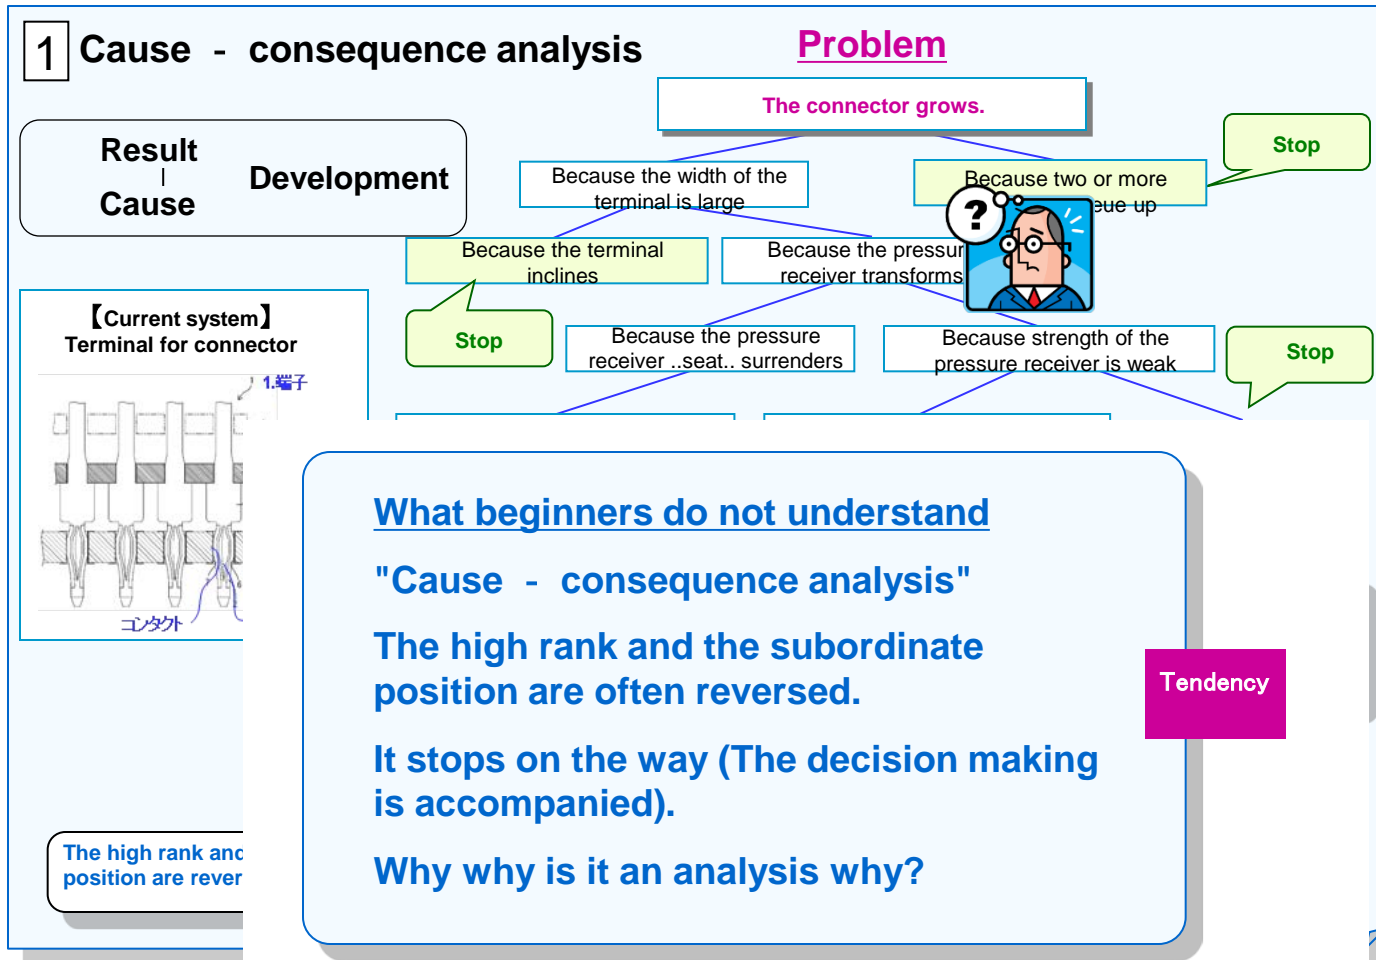 1 Cause - consequence analysis
Problem
The connector grows.
Result
Cause
Development
Stop
Because the width of the
terminal is large
Because two or more
eue up
?
Because the terminal
inclines
Because the pressur
receiver transforms
Stop
Because the pressure
receiver ..seat.. surrenders
Because strength of the
pressure receiver is weak
Stop
【Current system】
Terminal for connector
1.端子
コンタクト
What beginners do not understand
"Cause - consequence analysis"
The high rank and the subordinate
position are often reversed.
It stops on the way (The decision making
is accompanied).
Why why is it an analysis why?
Tendency
The high rank and
position are rever